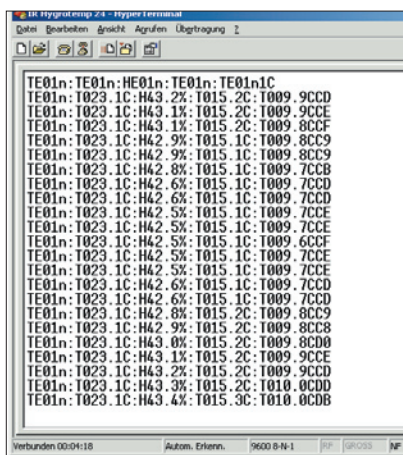 IR Hygrotemp 24 - HyperTerminal
Datei Bearbeiten Ansicht Anrufen Übertragung ?
TE01n:TE01n:HE01n:TE01n:TE01n1C
TE01n:T023.1C:H43.2%:T015.2C:T009.9CCD
TE01n:T023.1C:H43.1%:T015.2C:T009.9CCE
TE01n:T023.1C:H43.1%:T015.2C:T009.8CCF
TE01n:T023.1C:H42.9%:T015.1C:T009.8CC9
TE01n:T023.1C:H42.9%:T015.1C:T009.8CC9
TE01n:T023.1C:H42.8%:T015.1C:T009.7CCB
TE01n:T023.1C:H42.6%:T015.1C:T009.7CCD
TE01n:T023.1C:H42.6%:T015.1C:T009.7CCD
TE01n:T023.1C:H42.5%:T015.1C:T009.7CCE
TE01n:T023.1C:H42.5%:T015.1C:T009.7CCE
TE01n:T023.1C:H42.5%:T015.1C:T009.6CCF
TE01n:T023.1C:H42.5%:T015.1C:T009.7CCE
TE01n:T023.1C:H42.5%:T015.1C:T009.7CCE
TE01n:T023.1C:H42.6%:T015.1C:T009.7CCD
TE01n:T023.1C:H42.6%:T015.1C:T009.7CCD
TE01n:T023.1C:H42.8%:T015.2C:T009.8CC9
TE01n:T023.1C:H42.9%:T015.2C:T009.8CC8
TE01n:T023.1C:H43.0%:T015.2C:T009.8CD0
TE01n:T023.1C:H43.1%:T015.2C:T009.9CCE
TE01n:T023.1C:H43.2%:T015.2C:T009.9CCD
TE01n:T023.1C:H43.3%:T015.2C:T010.0CDD
TE01n:T023.1C:H43.4%:T015.3C:T010.0CDB
Verbunden 00:04:18 Autom. Erkenn. 9600 8-N-1 RF GROSS NF